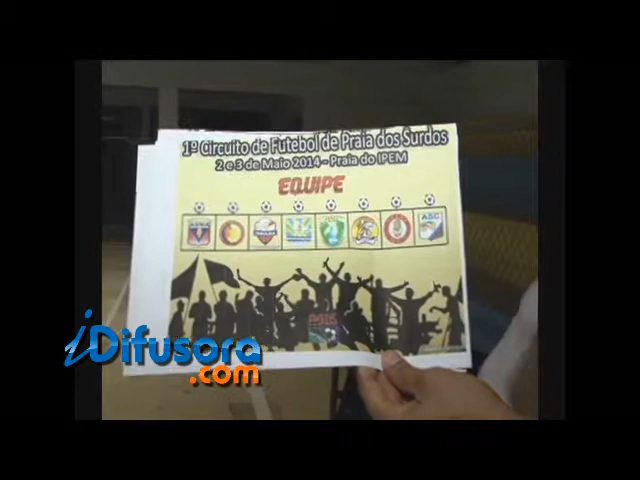 1º Circuito de Futebol de Praia dos Surdos
2 e 3 de Maio 2014 - Praia do IPEM
EQUIPE
iDifusora
.com